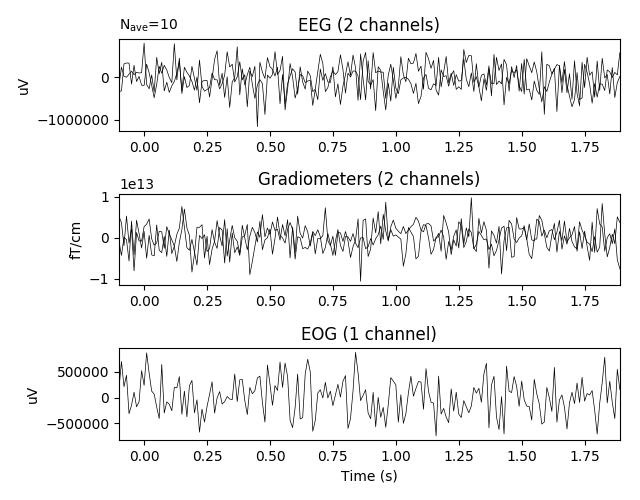 N_ave=10
EEG (2 channels)
uV
0
−1000000
0.00 0.25 0.50 0.75 1.00 1.25 1.50 1.75
1e13
Gradiometers (2 channels)
fT/cm
1
0
−1
0.00 0.25 0.50 0.75 1.00 1.25 1.50 1.75
EOG (1 channel)
uV
500000
0
−500000
0.00 0.25 0.50 0.75 1.00 1.25 1.50 1.75
Time (s)